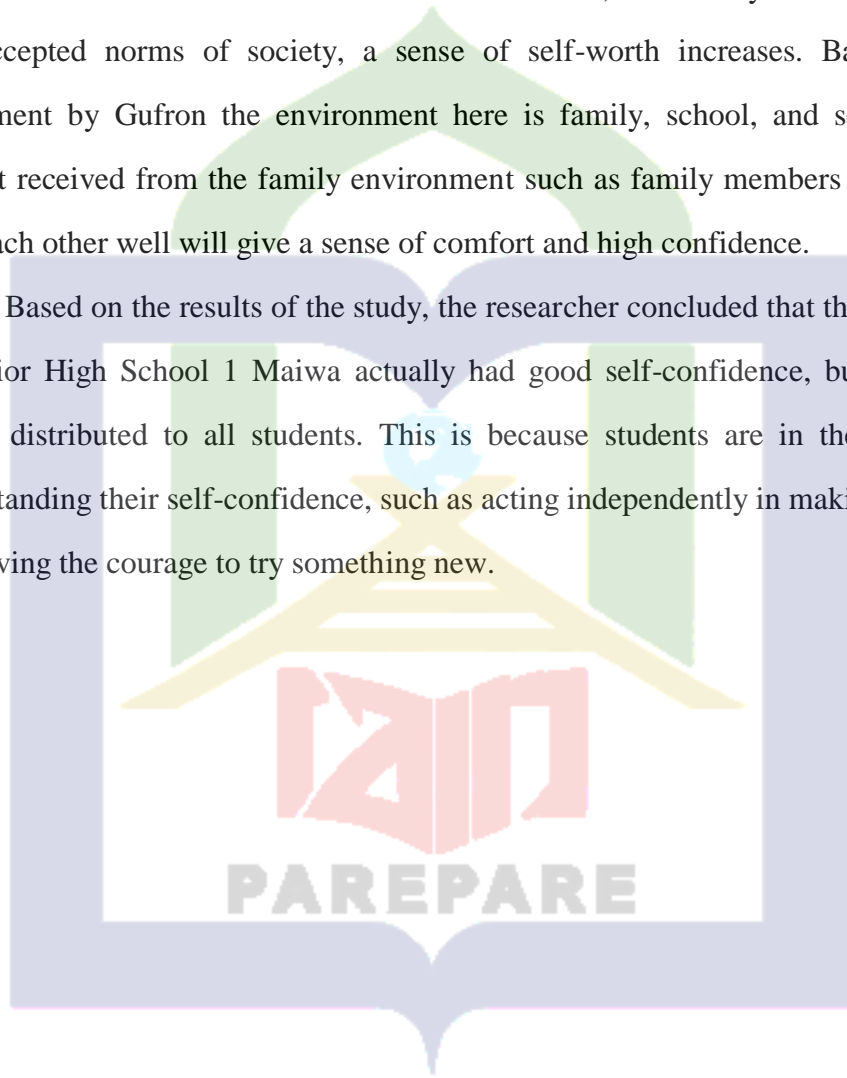 ccepted norms of society, a sense of self-worth increases. Ba
ment by Gufron the environment here is family, school, and s
t received from the family environment such as family members
ach other well will give a sense of comfort and high confidence.
Based on the results of the study, the researcher concluded that th
ior High School 1 Maiwa actually had good self-confidence, bu
distributed to all students. This is because students are in the
tanding their self-confidence, such as acting independently in maki
ving the courage to try something new.
iain
PAREPARE